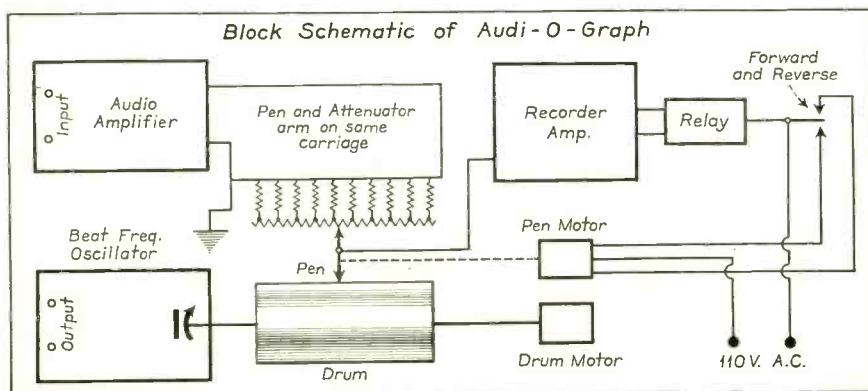 Block Schematic of Audi-O-Graph
Input
Audio
Amplifier
Pen and Attenuator
arm on same
carriage
Recorder
Amp.
Relay
Forward
and Reverse
Beat Freq.
Oscillator
Output
Pen
Drum
Pen Motor
Drum Motor
110 V. A.C.